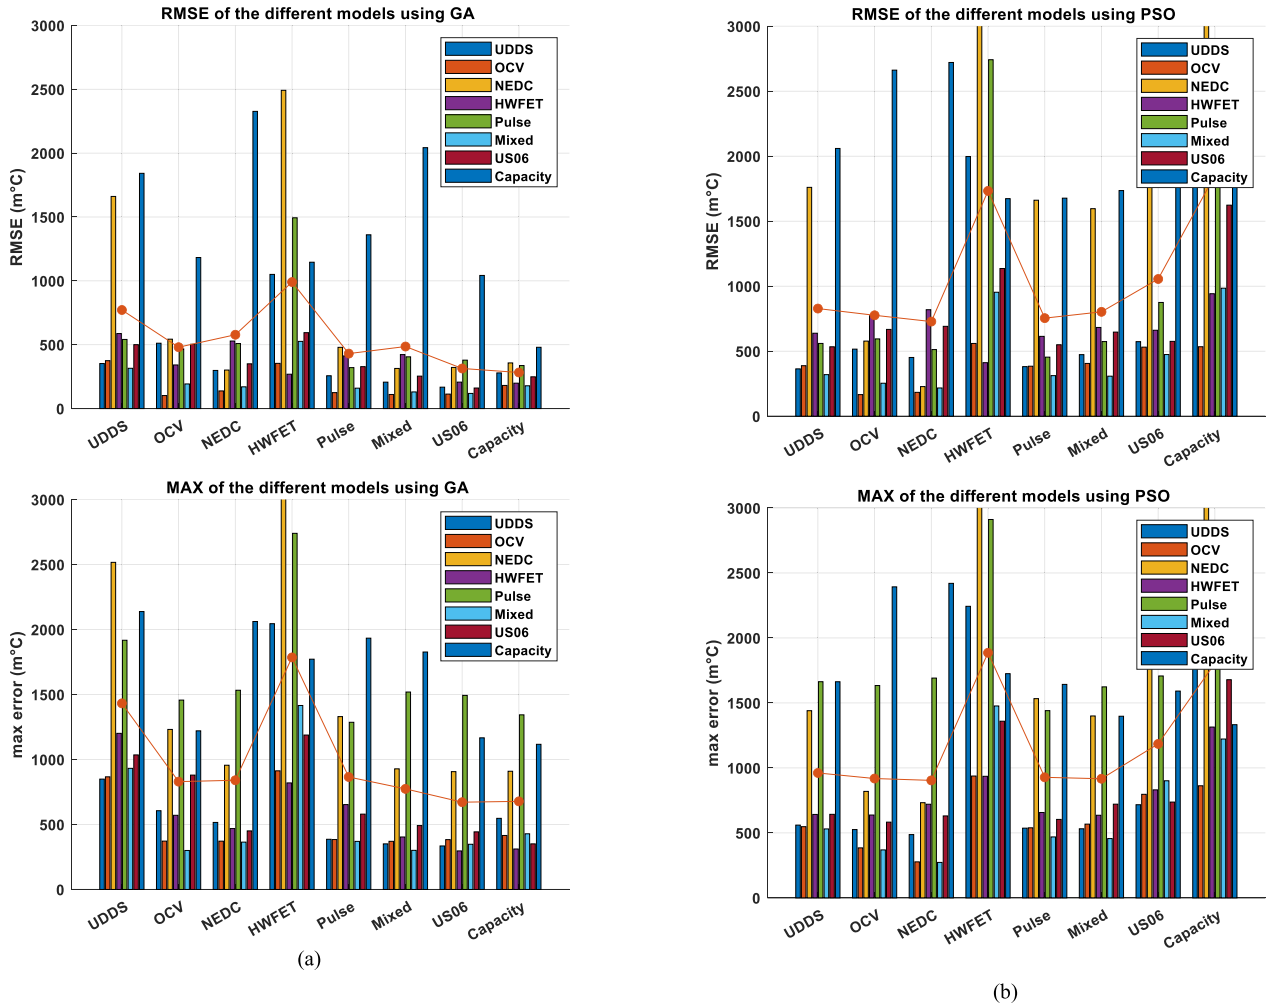 RMSE of the different models using GA
3000
2500
2000
1500
1000
500
0
RMSE (m°C)
UDDS
OCV
NEDC
HWFET
Pulse
Mixed
US06
Capacity
UDDS
OCV
NEDC
HWFET
Pulse
Mixed
US06
Capacity
MAX of the different models using GA
3000
2500
2000
1500
1000
500
0
max error (m°C)
UDDS
OCV
NEDC
HWFET
Pulse
Mixed
US06
Capacity
UDDS
OCV
NEDC
HWFET
Pulse
Mixed
US06
Capacity
(a)
RMSE of the different models using PSO
3000
2500
2000
1500
1000
500
0
RMSE (m°C)
UDDS
OCV
NEDC
HWFET
Pulse
Mixed
US06
Capacity
UDDS
OCV
NEDC
HWFET
Pulse
Mixed
US06
Capacity
MAX of the different models using PSO
3000
2500
2000
1500
1000
500
0
max error (m°C)
UDDS
OCV
NEDC
HWFET
Pulse
Mixed
US06
Capacity
UDDS
OCV
NEDC
HWFET
Pulse
Mixed
US06
Capacity
(b)